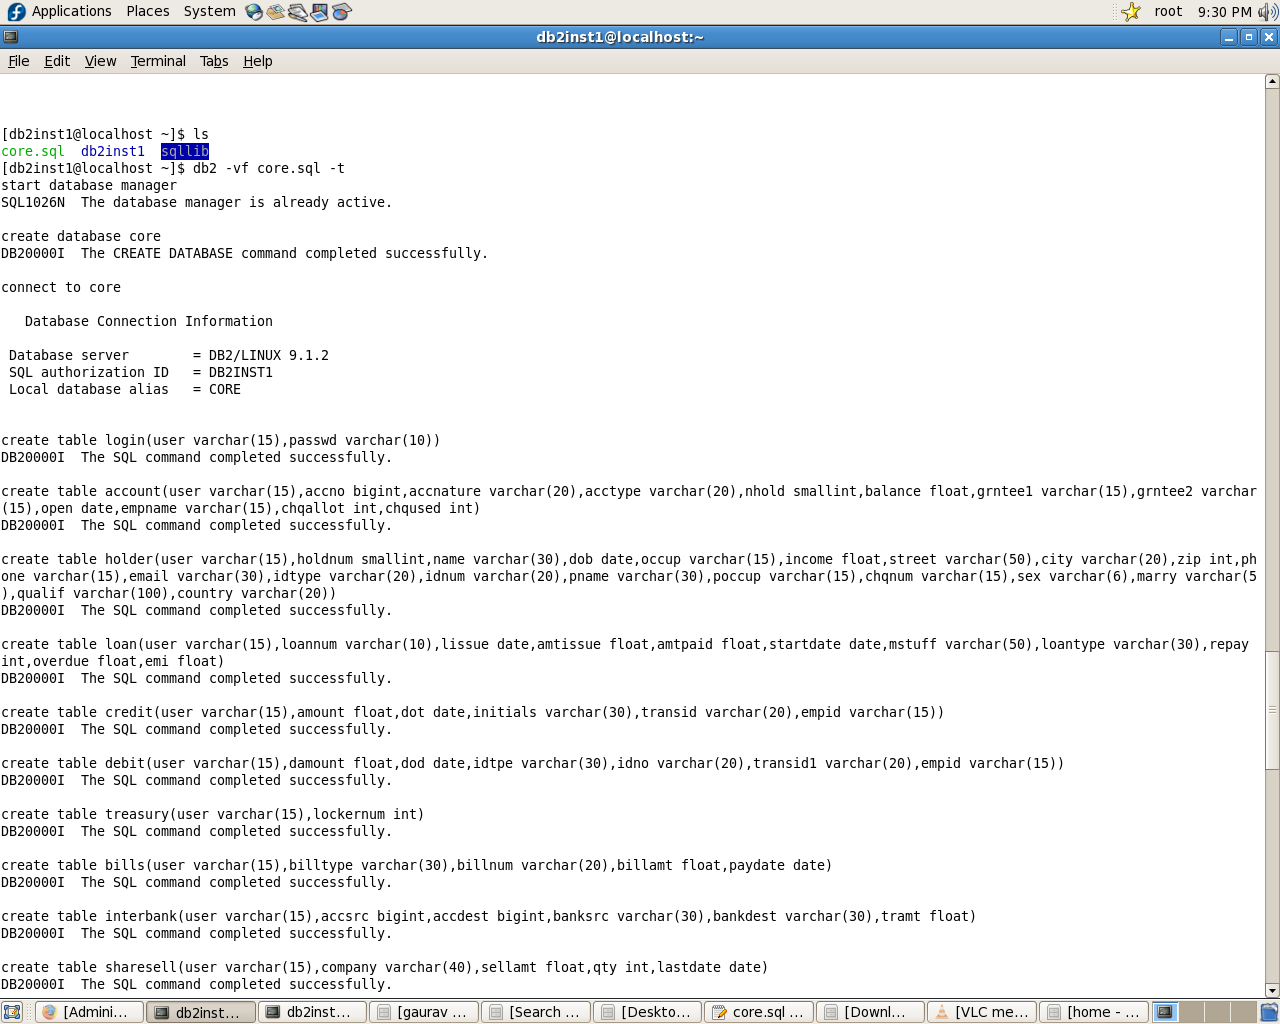 Applications Places System root 9:30 PM
db2inst1@localhost:~
File Edit View Terminal Tabs Help
[db2inst1@localhost ~]$ ls
core.sql  db2inst1  sqllib
[db2inst1@localhost ~]$ db2 -vf core.sql -t
start database manager
SQL1026N  The database manager is already active.
create database core
DB20000I  The CREATE DATABASE command completed successfully.
connect to core
Database Connection Information
Database server        = DB2/LINUX 9.1.2
SQL authorization ID   = DB2INST1
Local database alias   = CORE
create table login(user varchar(15),passwd varchar(10))
DB20000I  The SQL command completed successfully.
create table account(user varchar(15),accno bigint,accnature varchar(20),acctype varchar(20),nhold smallint,balance float,grntee1 varchar(15),grntee2 varchar
(15),open date,empname varchar(15),chqallot int,chqused int)
DB20000I  The SQL command completed successfully.
create table holder(user varchar(15),holdnum smallint,name varchar(30),dob date,occup varchar(15),income float,street varchar(50),city varchar(20),zip int,ph
one varchar(15),email varchar(30),idtype varchar(20),idnum varchar(20),pname varchar(30),poccup varchar(15),chqnum varchar(15),sex varchar(6),marry varchar(5
),qualif varchar(100),country varchar(20))
DB20000I  The SQL command completed successfully.
create table loan(user varchar(15),loannum varchar(10),lissue date,amtissue float,amtpaid float,startdate date,mstuff varchar(50),loantype varchar(30),repay
int,overdue float,emi float)
DB20000I  The SQL command completed successfully.
create table credit(user varchar(15),amount float,dot date,initials varchar(30),transid varchar(20),empid varchar(15))
DB20000I  The SQL command completed successfully.
create table debit(user varchar(15),damount float,dod date,idtpe varchar(30),idno varchar(20),transid1 varchar(20),empid varchar(15))
DB20000I  The SQL command completed successfully.
create table treasury(user varchar(15),lockernum int)
DB20000I  The SQL command completed successfully.
create table bills(user varchar(15),billtype varchar(30),billnum varchar(20),billamt float,paydate date)
DB20000I  The SQL command completed successfully.
create table interbank(user varchar(15),accsrc bigint,accdest bigint,banksrc varchar(30),bankdest varchar(30),tramt float)
DB20000I  The SQL command completed successfully.
create table sharesell(user varchar(15),company varchar(40),sellamt float,qty int,lastdate date)
DB20000I  The SQL command completed successfully.
[Admini... db2inst... db2inst... [gaurav ... [Search ... [Deskto... core.sql ... [Downl... [VLC me... [home - ...